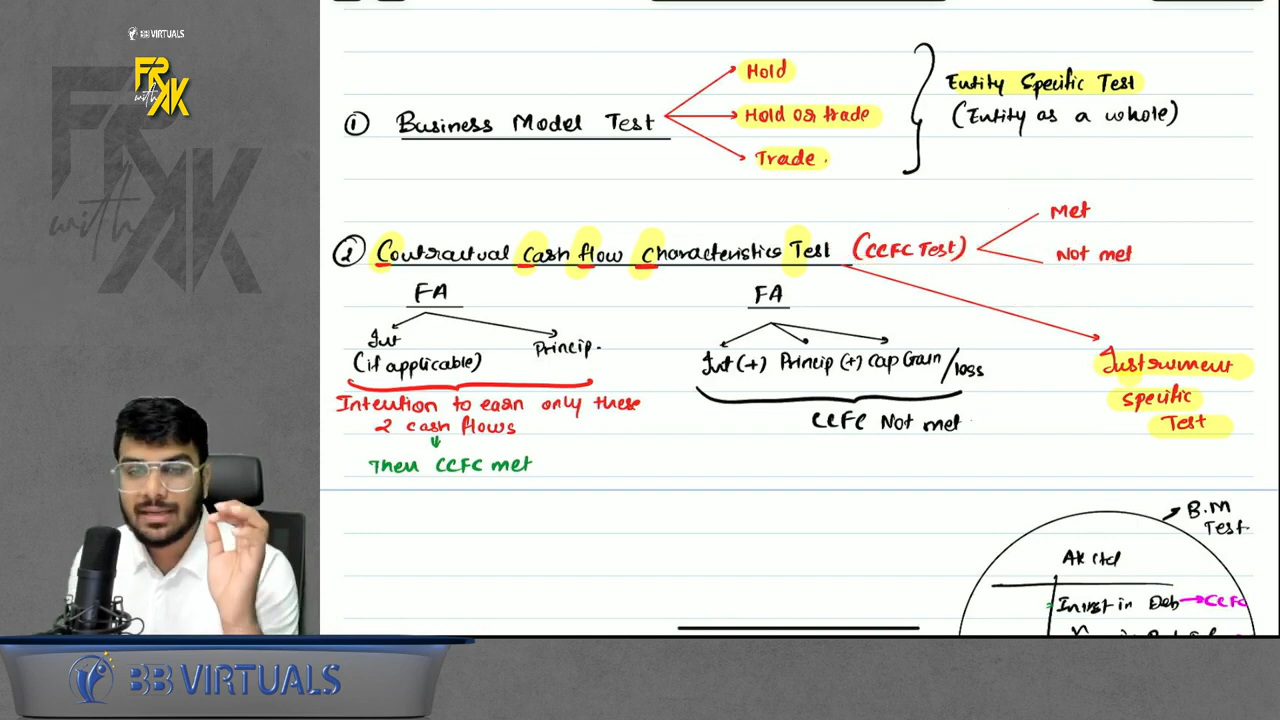 BB VIRTUALS
FR
with
AK
FR
with
AK
① Business Model Test
Hold
Hold or trade
Trade.
Entity Specific Test
(Entity as a whole)
② Contractual Cash flow Characteristics Test (CCFC Test)
Met
Not met
FA
Int
(if applicable)
Princip.
Intention to earn only these
2 cash flows
Then CCFC met
FA
Int (+) Princip (+) Cap Gain/loss
CCFC Not met
Instrument
specific
Test
B.M
Test
AK Ltd
Invest in Deb → CCFC
BB VIRTUALS